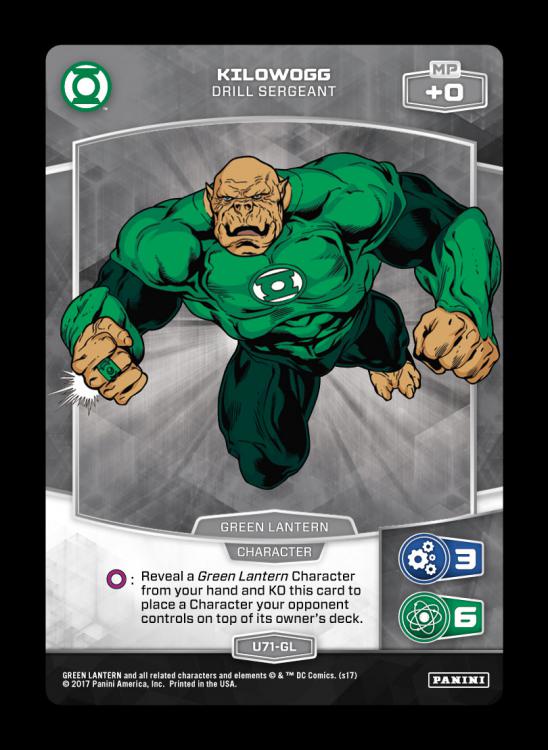 KILOWOGG
DRILL SERGEANT
MP
+0
GREEN LANTERN
CHARACTER
: Reveal a Green Lantern Character
from your hand and KO this card to
place a Character your opponent
controls on top of its owner's deck.
3
6
U71-GL
GREEN LANTERN and all related characters and elements © & ™ DC Comics. (s17)
© 2017 Panini America, Inc. Printed in the USA.
PANINI